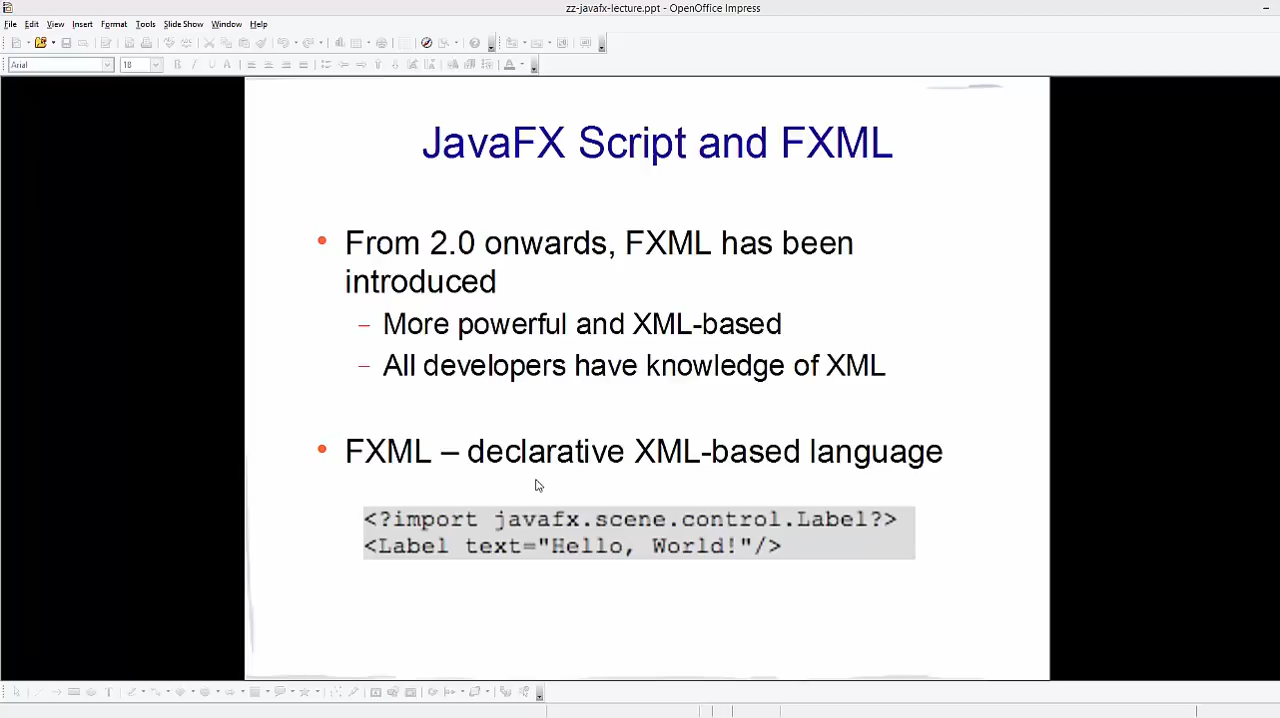 zz-javafx-lecture.ppt - OpenOffice Impress
File Edit View Insert Format Tools Slide Show Window Help
Arial 18
JavaFX Script and FXML
• From 2.0 onwards, FXML has been
introduced
– More powerful and XML-based
– All developers have knowledge of XML
• FXML – declarative XML-based language
<?import javafx.scene.control.Label?>
<Label text="Hello, World!"/>